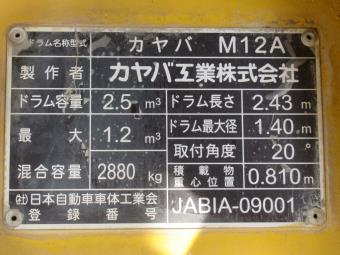 ドラム名称型式 カヤバ M12A
製作者 カヤバ工業株式会社
ドラム容量 2.5 m³ ドラム長さ 2.43 m
最大 1.2 m³ ドラム最大径 1.40 m
混合容量 2880 kg 取付角度 20°
積載物重心位置 0.810 m
(社)日本自動車車体工業会
登録番号 JABIA-09001